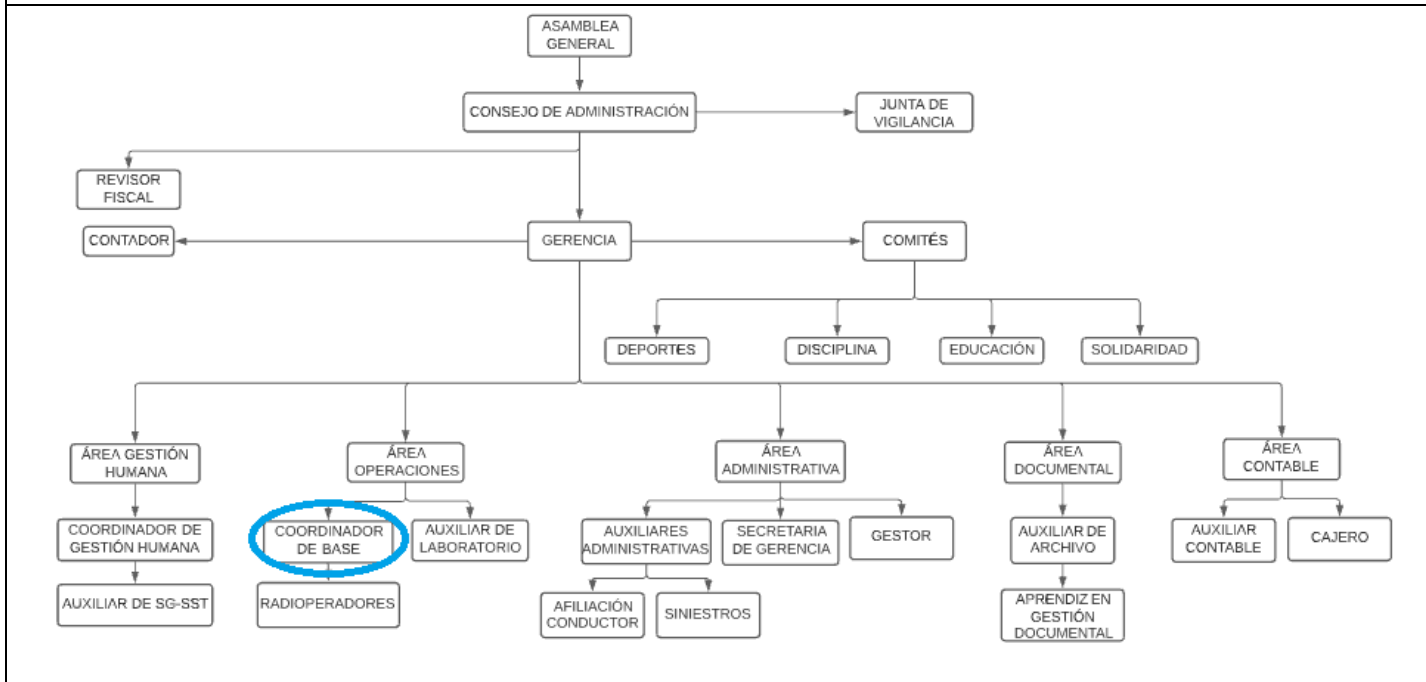 ASAMBLEA
GENERAL
CONSEJO DE ADMINISTRACIÓN
JUNTA DE
VIGILANCIA
REVISOR
FISCAL
CONTADOR
GERENCIA
COMITÉS
DEPORTES
DISCIPLINA
EDUCACIÓN
SOLIDARIDAD
ÁREA GESTIÓN
HUMANA
ÁREA
OPERACIONES
ÁREA
ADMINISTRATIVA
ÁREA
DOCUMENTAL
ÁREA
CONTABLE
COORDINADOR DE
GESTIÓN HUMANA
COORDINADOR
DE BASE
AUXILIAR DE
LABORATORIO
AUXILIARES
ADMINISTRATIVAS
SECRETARIA
DE GERENCIA
GESTOR
AUXILIAR DE
ARCHIVO
AUXILIAR
CONTABLE
CAJERO
AUXILIAR DE SG-SST
RADIOPERADORES
AFILIACIÓN
CONDUCTOR
SINIESTROS
APRENDIZ EN
GESTIÓN
DOCUMENTAL